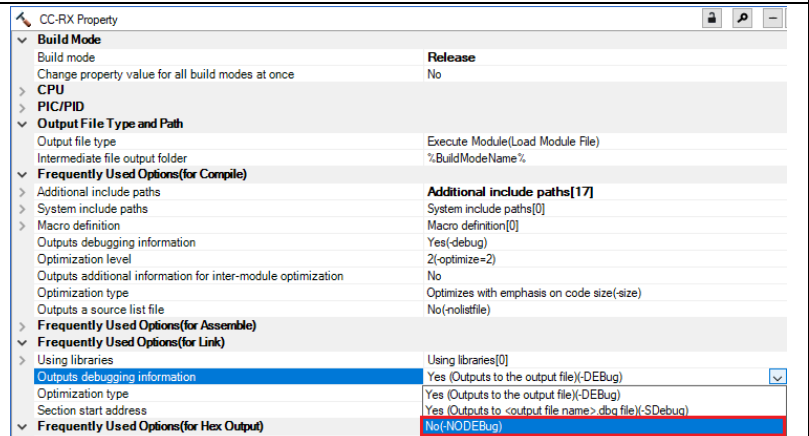 CC-RX Property
Build Mode
Build mode Release
Change property value for all build modes at once No
CPU
PIC/PID
Output File Type and Path
Output file type Execute Module(Load Module File)
Intermediate file output folder %BuildModeName%
Frequently Used Options(for Compile)
Additional include paths Additional include paths[17]
System include paths System include paths[0]
Macro definition Macro definition[0]
Outputs debugging information Yes(-debug)
Optimization level 2(-optimize=2)
Outputs additional information for inter-module optimization No
Optimization type Optimizes with emphasis on code size(-size)
Outputs a source list file No(-nolistfile)
Frequently Used Options(for Assemble)
Frequently Used Options(for Link)
Using libraries Using libraries[0]
Outputs debugging information Yes (Outputs to the output file)(-DEBug)
Optimization type Yes (Outputs to the output file)(-DEBug)
Section start address Yes (Outputs to <output file name>.dbg file)(-SDebug)
Frequently Used Options(for Hex Output) No(-NODEBug)